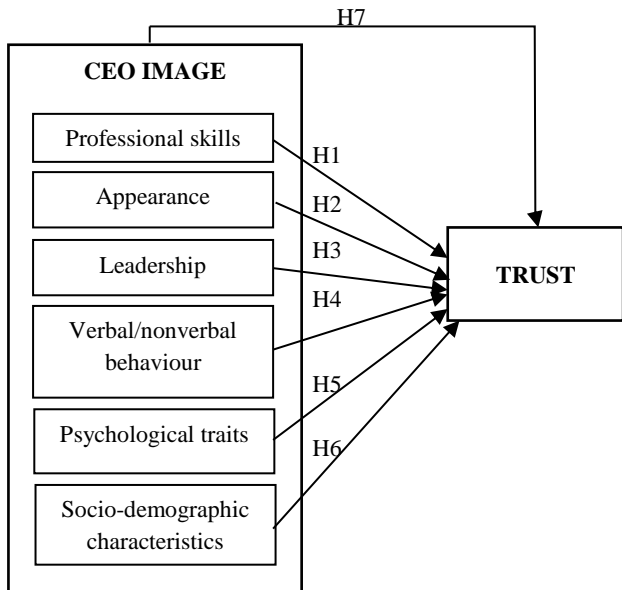 H7
CEO IMAGE
Professional skills
H1
Appearance
H2
Leadership
H3
TRUST
Verbal/nonverbal
behaviour
H4
Psychological traits
H5
Socio-demographic
characteristics
H6